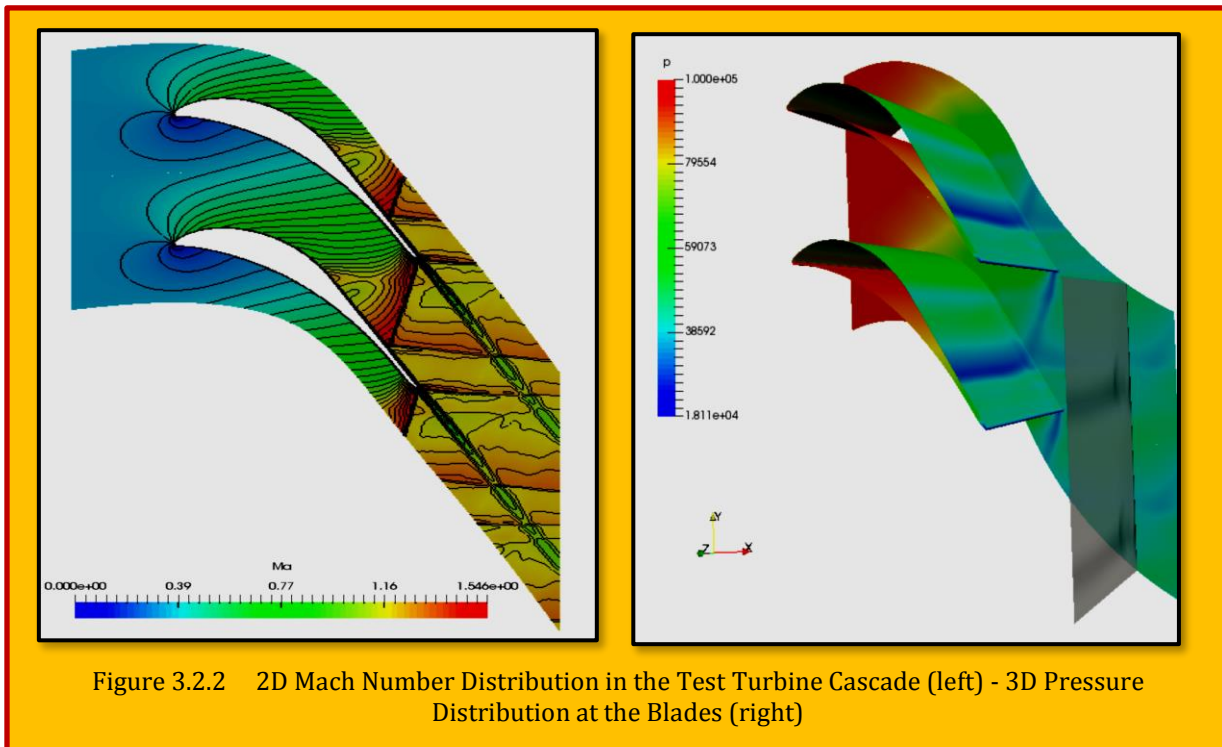 Ma
0.000e+00 0.39 0.77 1.16 1.546e+00
p
1.000e+05
79554
59073
38592
1.811e+04
Y
Z X
Figure 3.2.2 2D Mach Number Distribution in the Test Turbine Cascade (left) - 3D Pressure
Distribution at the Blades (right)